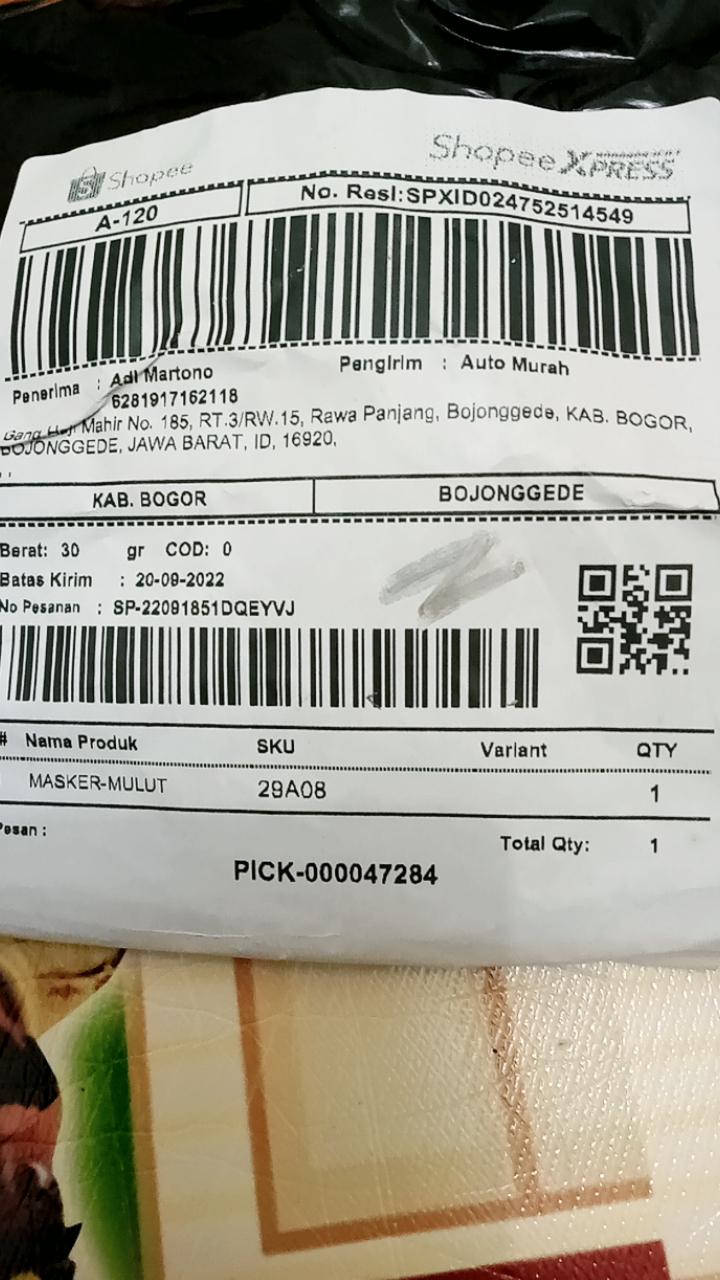 Shopee
Shopee XPRESS
A-120
No. Resi:SPXID024752514549
Penerima : Adi Martono
6281917162118
Pengirim : Auto Murah
Gang Haji Mahir No. 185, RT.3/RW.15, Rawa Panjang, Bojonggede, KAB. BOGOR,
BOJONGGEDE, JAWA BARAT, ID, 16920,
KAB. BOGOR
BOJONGGEDE
Berat: 30 gr COD: 0
Batas Kirim : 20-09-2022
No Pesanan : SP-22091851DQEYVJ
# Nama Produk SKU Variant QTY
MASKER-MULUT 29A08 1
Pesan :
Total Qty: 1
PICK-000047284